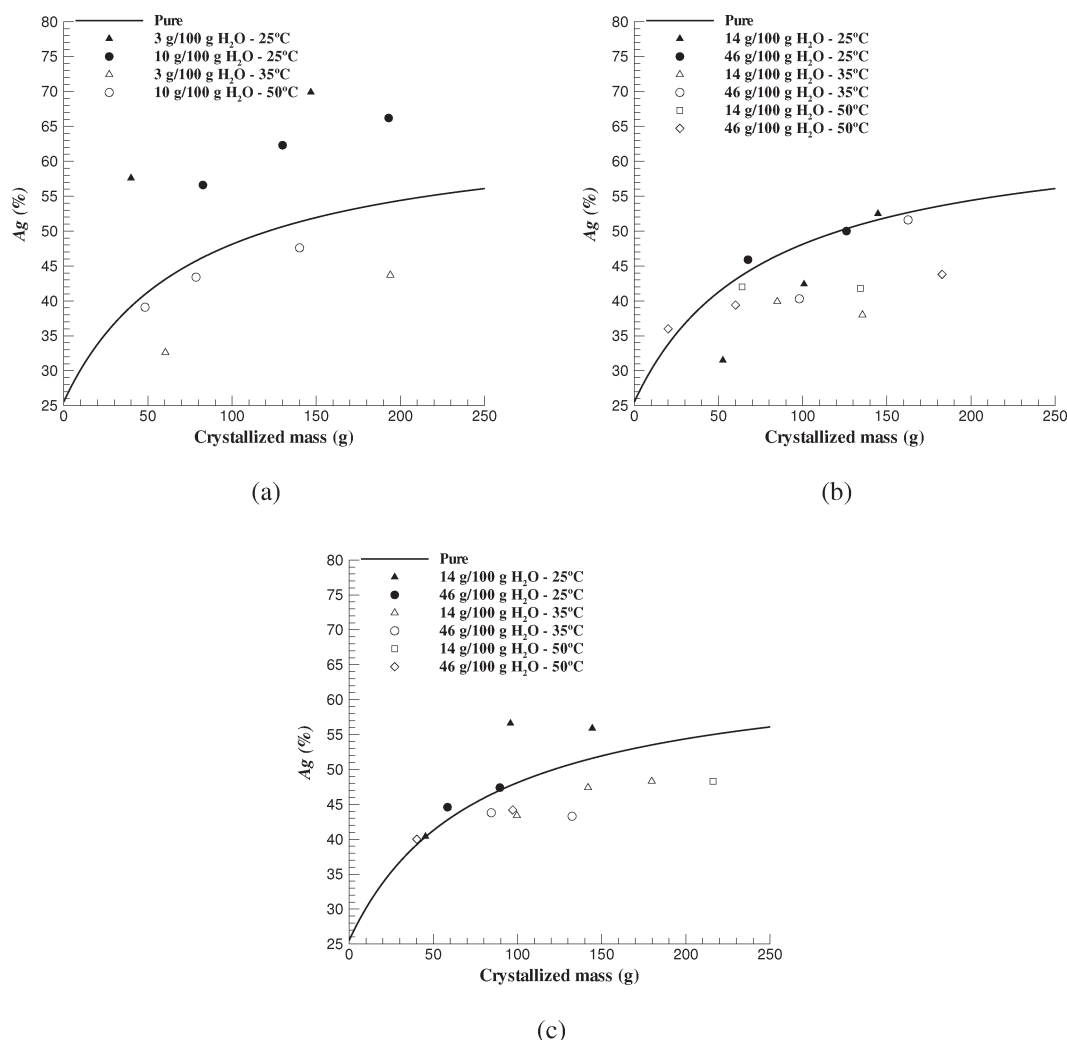 Pure
3 g/100 g H₂O - 25ºC
10 g/100 g H₂O - 25ºC
3 g/100 g H₂O - 35ºC
10 g/100 g H₂O - 50ºC
80
75
70
65
60
55
50
45
40
35
30
25
Ag (%)
0 50 100 150 200 250
Crystallized mass (g)
(a)
Pure
14 g/100 g H₂O - 25ºC
46 g/100 g H₂O - 25ºC
14 g/100 g H₂O - 35ºC
46 g/100 g H₂O - 35ºC
14 g/100 g H₂O - 50ºC
46 g/100 g H₂O - 50ºC
80
75
70
65
60
55
50
45
40
35
30
25
Ag (%)
0 50 100 150 200 250
Crystallized mass (g)
(b)
Pure
14 g/100 g H₂O - 25ºC
46 g/100 g H₂O - 25ºC
14 g/100 g H₂O - 35ºC
46 g/100 g H₂O - 35ºC
14 g/100 g H₂O - 50ºC
46 g/100 g H₂O - 50ºC
80
75
70
65
60
55
50
45
40
35
30
25
Ag (%)
0 50 100 150 200 250
Crystallized mass (g)
(c)